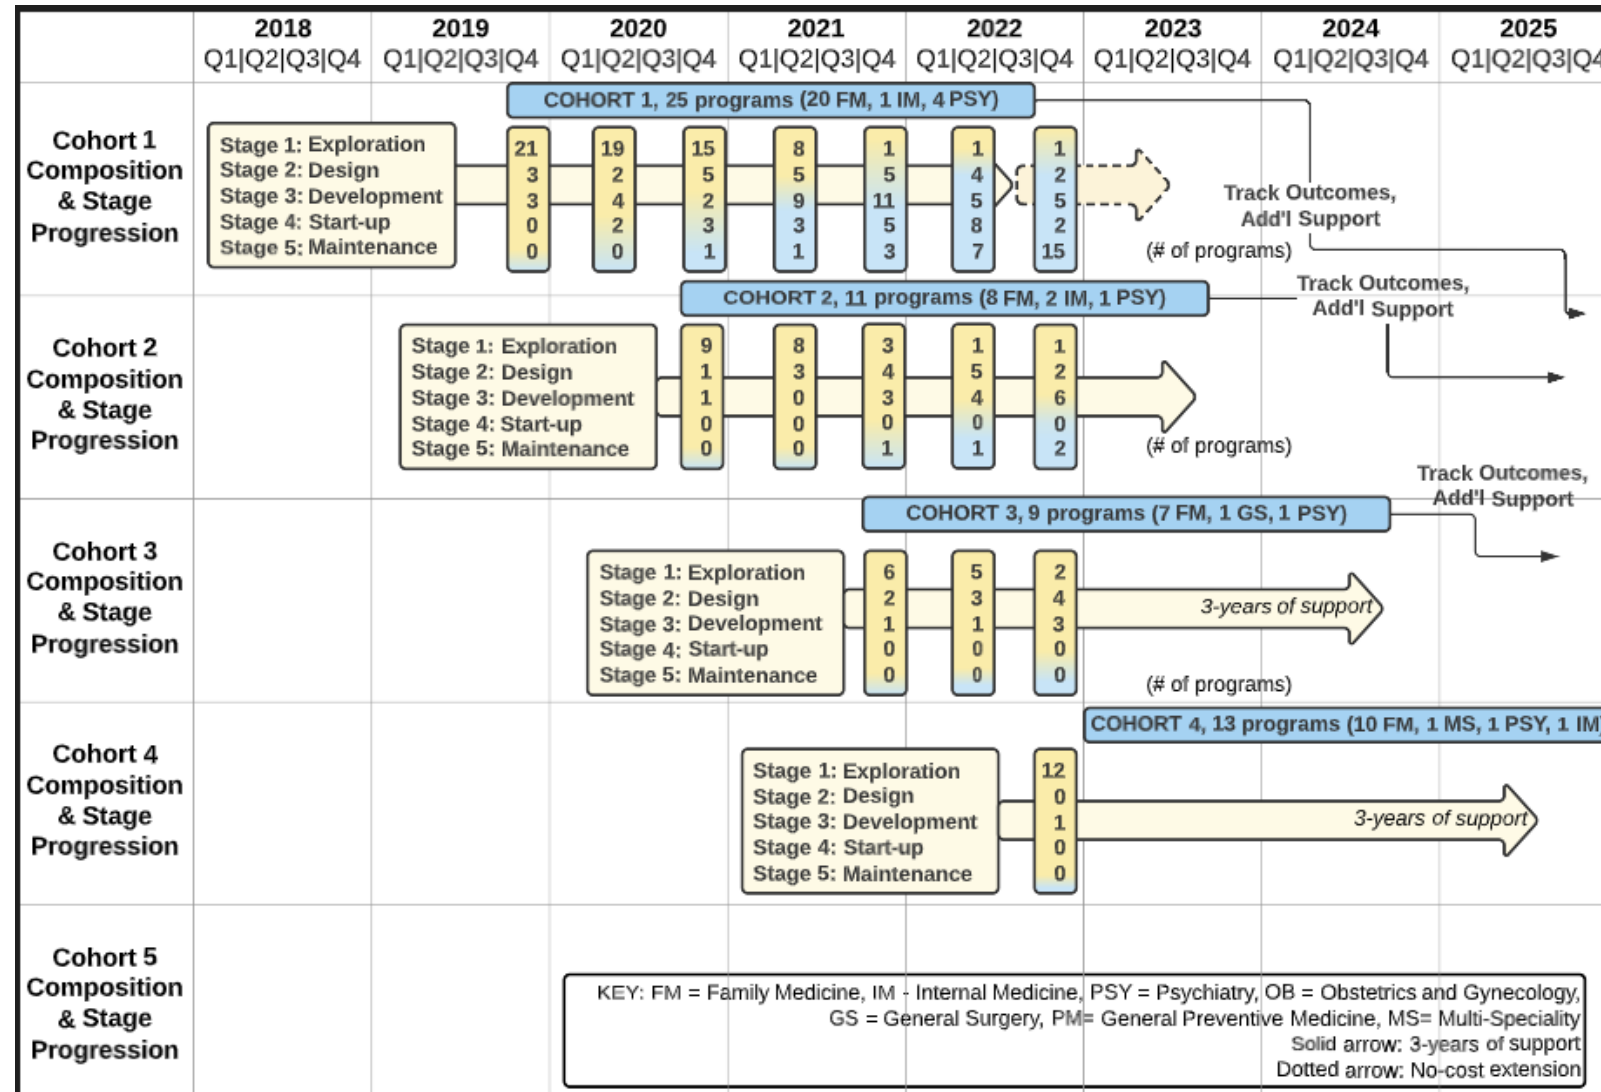 2018 2019 2020 2021 2022 2023 2024 2025
Q1|Q2|Q3|Q4 Q1|Q2|Q3|Q4 Q1|Q2|Q3|Q4 Q1|Q2|Q3|Q4 Q1|Q2|Q3|Q4 Q1|Q2|Q3|Q4 Q1|Q2|Q3|Q4 Q1|Q2|Q3|Q4
COHORT 1, 25 programs (20 FM, 1 IM, 4 PSY)
Cohort 1
Composition
& Stage
Progression
Stage 1: Exploration 21 19 15 8 1 1 1
Stage 2: Design 3 2 5 5 5 4 2
Stage 3: Development 3 4 2 9 11 5 5
Stage 4: Start-up 0 2 3 3 5 8 2
Stage 5: Maintenance 0 0 1 1 3 7 15
(# of programs)
Track Outcomes,
Add'l Support
COHORT 2, 11 programs (8 FM, 2 IM, 1 PSY)
Track Outcomes,
Add'l Support
Cohort 2
Composition
& Stage
Progression
Stage 1: Exploration 9 8 3 1 1
Stage 2: Design 1 3 4 5 2
Stage 3: Development 1 0 3 4 6
Stage 4: Start-up 0 0 0 0 0
Stage 5: Maintenance 0 0 1 1 2
(# of programs)
Track Outcomes,
Add'l Support
COHORT 3, 9 programs (7 FM, 1 GS, 1 PSY)
Cohort 3
Composition
& Stage
Progression
Stage 1: Exploration 6 5 2
Stage 2: Design 2 3 4
Stage 3: Development 1 1 3
Stage 4: Start-up 0 0 0
Stage 5: Maintenance 0 0 0
3-years of support
(# of programs)
COHORT 4, 13 programs (10 FM, 1 MS, 1 PSY, 1 IM)
Cohort 4
Composition
& Stage
Progression
Stage 1: Exploration 12
Stage 2: Design 0
Stage 3: Development 1
Stage 4: Start-up 0
Stage 5: Maintenance 0
3-years of support
Cohort 5
Composition
& Stage
Progression
KEY: FM = Family Medicine, IM - Internal Medicine, PSY = Psychiatry, OB = Obstetrics and Gynecology,
GS = General Surgery, PM= General Preventive Medicine, MS= Multi-Speciality
Solid arrow: 3-years of support
Dotted arrow: No-cost extension